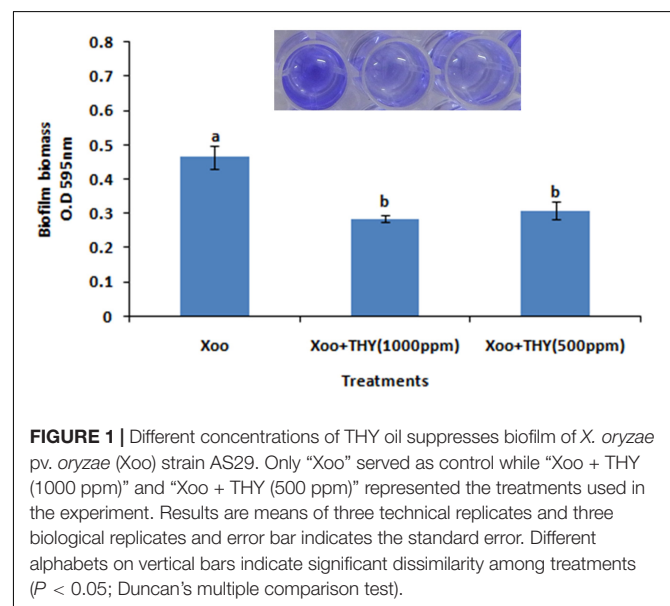 0.8
0.7
0.6
0.5
0.4
0.3
0.2
0.1
0
Biofilm biomass
O.D 595nm
a
b
b
Xoo
Xoo+THY(1000ppm)
Xoo+THY(500ppm)
Treatments
FIGURE 1 | Different concentrations of THY oil suppresses biofilm of X. oryzae
pv. oryzae (Xoo) strain AS29. Only “Xoo” served as control while “Xoo + THY
(1000 ppm)” and “Xoo + THY (500 ppm)” represented the treatments used in
the experiment. Results are means of three technical replicates and three
biological replicates and error bar indicates the standard error. Different
alphabets on vertical bars indicate significant dissimilarity among treatments
(P < 0.05; Duncan’s multiple comparison test).